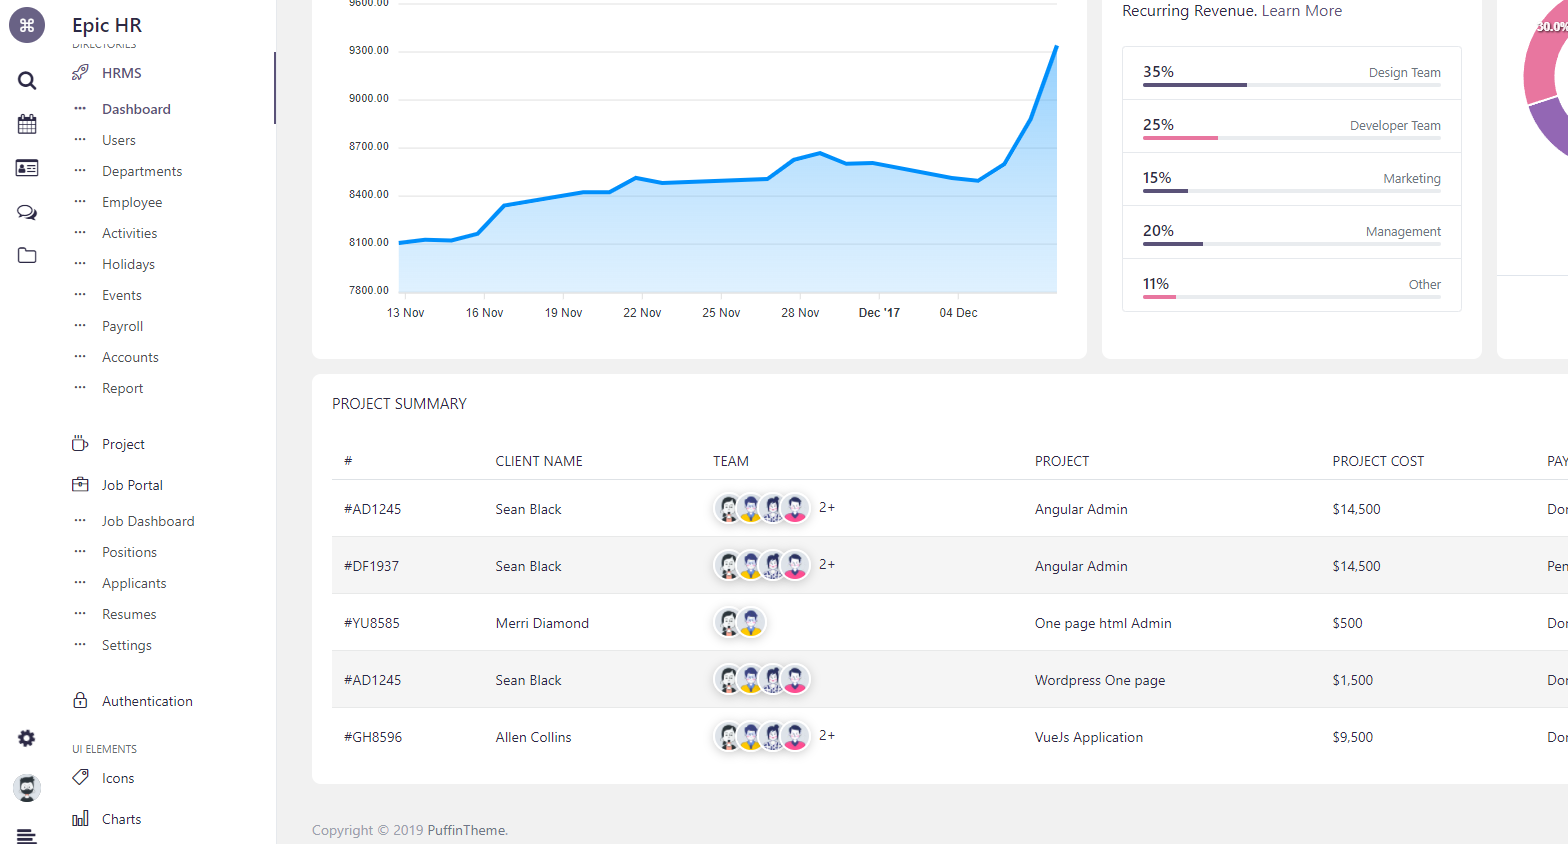 Epic HR
DIRECTORIES
HRMS
Dashboard
Users
Departments
Employee
Activities
Holidays
Events
Payroll
Accounts
Report
Project
Job Portal
Job Dashboard
Positions
Applicants
Resumes
Settings
Authentication
UI ELEMENTS
Icons
Charts
9600.00
9300.00
9000.00
8700.00
8400.00
8100.00
7800.00
13 Nov 16 Nov 19 Nov 22 Nov 25 Nov 28 Nov Dec '17 04 Dec
Recurring Revenue. Learn More
35% Design Team
25% Developer Team
15% Marketing
20% Management
11% Other
30.0%
PROJECT SUMMARY
# CLIENT NAME TEAM PROJECT PROJECT COST PAY
#AD1245 Sean Black 2+ Angular Admin $14,500 Don
#DF1937 Sean Black 2+ Angular Admin $14,500 Pen
#YU8585 Merri Diamond One page html Admin $500 Don
#AD1245 Sean Black Wordpress One page $1,500 Don
#GH8596 Allen Collins 2+ VueJs Application $9,500 Don
Copyright © 2019 PuffinTheme.